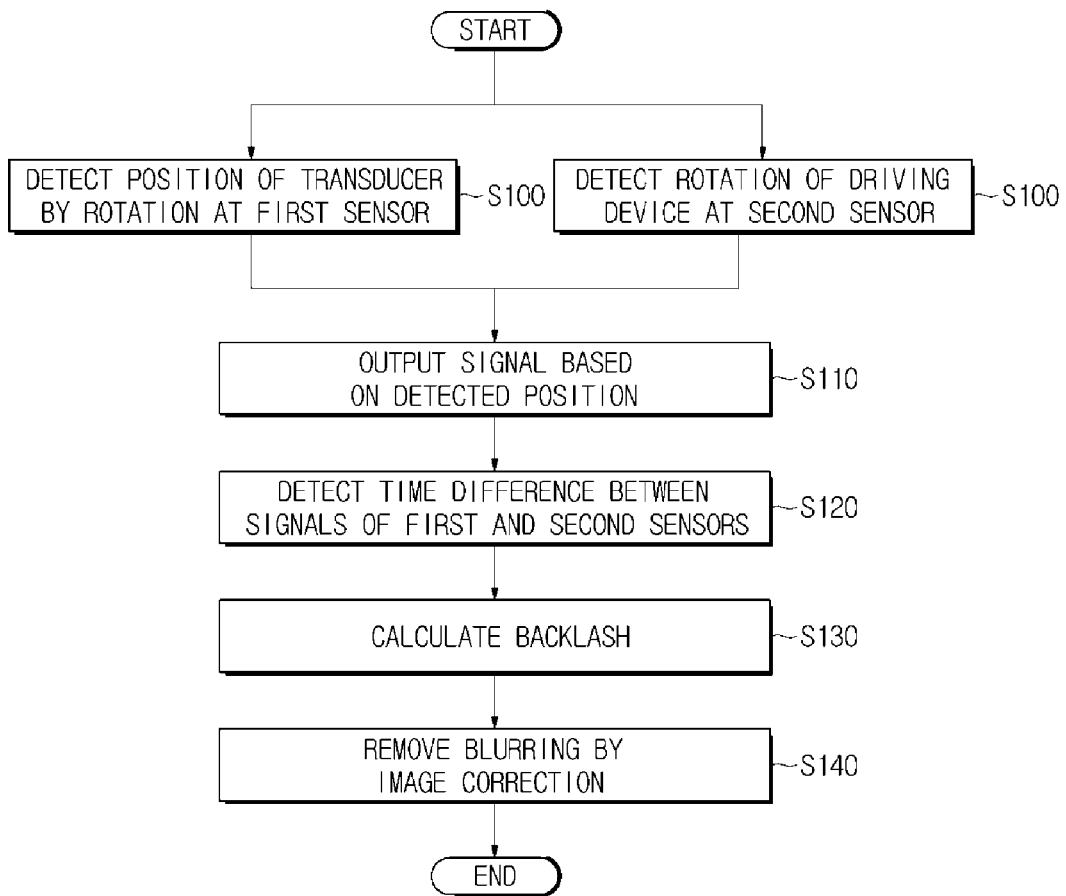 START
DETECT POSITION OF TRANSDUCER
BY ROTATION AT FIRST SENSOR
S100
DETECT ROTATION OF DRIVING
DEVICE AT SECOND SENSOR
S100
OUTPUT SIGNAL BASED
ON DETECTED POSITION
S110
DETECT TIME DIFFERENCE BETWEEN
SIGNALS OF FIRST AND SECOND SENSORS
S120
CALCULATE BACKLASH
S130
REMOVE BLURRING BY
IMAGE CORRECTION
S140
END